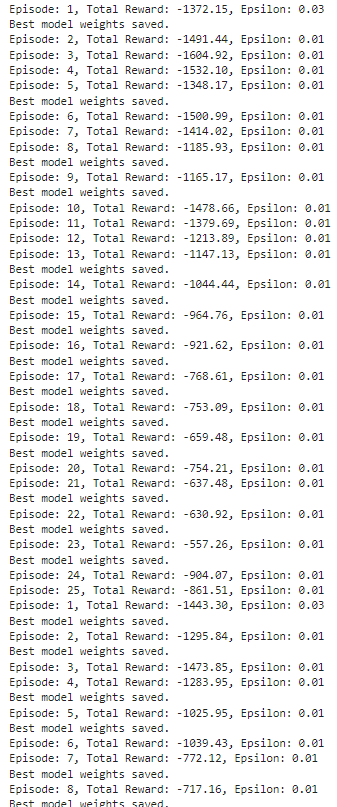 Episode: 1, Total Reward: -1372.15, Epsilon: 0.03
Best model weights saved.
Episode: 2, Total Reward: -1491.44, Epsilon: 0.01
Episode: 3, Total Reward: -1604.92, Epsilon: 0.01
Episode: 4, Total Reward: -1532.10, Epsilon: 0.01
Episode: 5, Total Reward: -1348.17, Epsilon: 0.01
Best model weights saved.
Episode: 6, Total Reward: -1500.99, Epsilon: 0.01
Episode: 7, Total Reward: -1414.02, Epsilon: 0.01
Episode: 8, Total Reward: -1185.93, Epsilon: 0.01
Best model weights saved.
Episode: 9, Total Reward: -1165.17, Epsilon: 0.01
Best model weights saved.
Episode: 10, Total Reward: -1478.66, Epsilon: 0.01
Episode: 11, Total Reward: -1379.69, Epsilon: 0.01
Episode: 12, Total Reward: -1213.89, Epsilon: 0.01
Episode: 13, Total Reward: -1147.13, Epsilon: 0.01
Best model weights saved.
Episode: 14, Total Reward: -1044.44, Epsilon: 0.01
Best model weights saved.
Episode: 15, Total Reward: -964.76, Epsilon: 0.01
Best model weights saved.
Episode: 16, Total Reward: -921.62, Epsilon: 0.01
Best model weights saved.
Episode: 17, Total Reward: -768.61, Epsilon: 0.01
Best model weights saved.
Episode: 18, Total Reward: -753.09, Epsilon: 0.01
Best model weights saved.
Episode: 19, Total Reward: -659.48, Epsilon: 0.01
Best model weights saved.
Episode: 20, Total Reward: -754.21, Epsilon: 0.01
Episode: 21, Total Reward: -637.48, Epsilon: 0.01
Best model weights saved.
Episode: 22, Total Reward: -630.92, Epsilon: 0.01
Best model weights saved.
Episode: 23, Total Reward: -557.26, Epsilon: 0.01
Best model weights saved.
Episode: 24, Total Reward: -904.07, Epsilon: 0.01
Episode: 25, Total Reward: -861.51, Epsilon: 0.01
Episode: 1, Total Reward: -1443.30, Epsilon: 0.03
Best model weights saved.
Episode: 2, Total Reward: -1295.84, Epsilon: 0.01
Best model weights saved.
Episode: 3, Total Reward: -1473.85, Epsilon: 0.01
Episode: 4, Total Reward: -1283.95, Epsilon: 0.01
Best model weights saved.
Episode: 5, Total Reward: -1025.95, Epsilon: 0.01
Best model weights saved.
Episode: 6, Total Reward: -1039.43, Epsilon: 0.01
Episode: 7, Total Reward: -772.12, Epsilon: 0.01
Best model weights saved.
Episode: 8, Total Reward: -717.16, Epsilon: 0.01
Best model weights saved.